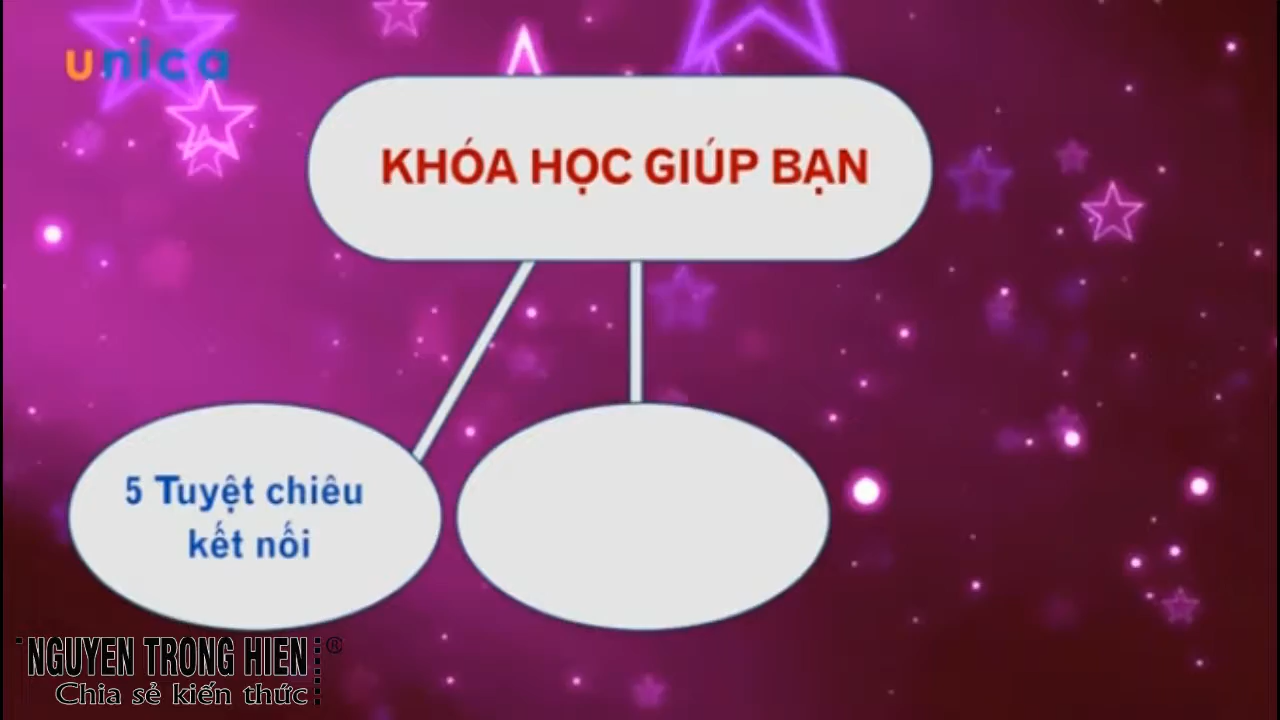 unica
KHÓA HỌC GIÚP BẠN
5 Tuyệt chiêu
kết nối
NGUYEN TRONG HIEN ®
Chia sẻ kiến thức